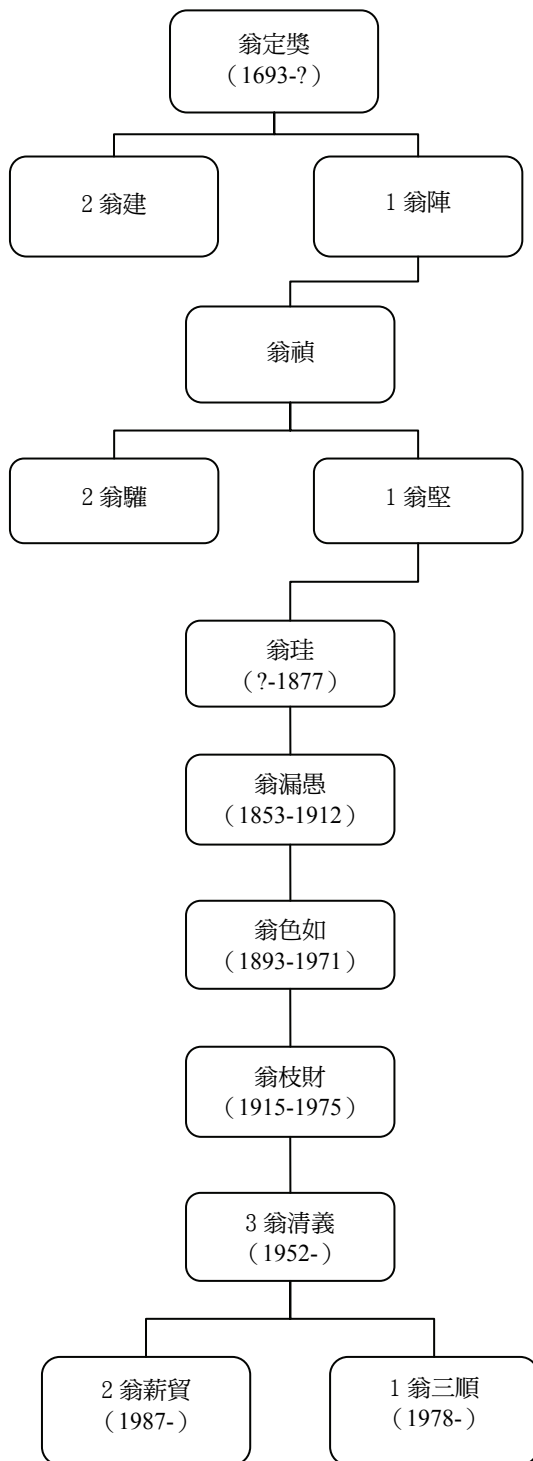 翁定獎
（1693-?）
2 翁建
1 翁陣
翁禎
2 翁驩
1 翁堅
翁珪
（?-1877）
翁漏愚
（1853-1912）
翁色如
（1893-1971）
翁枝財
（1915-1975）
3 翁清義
（1952-）
2 翁薪貿
（1987-）
1 翁三順
（1978-）